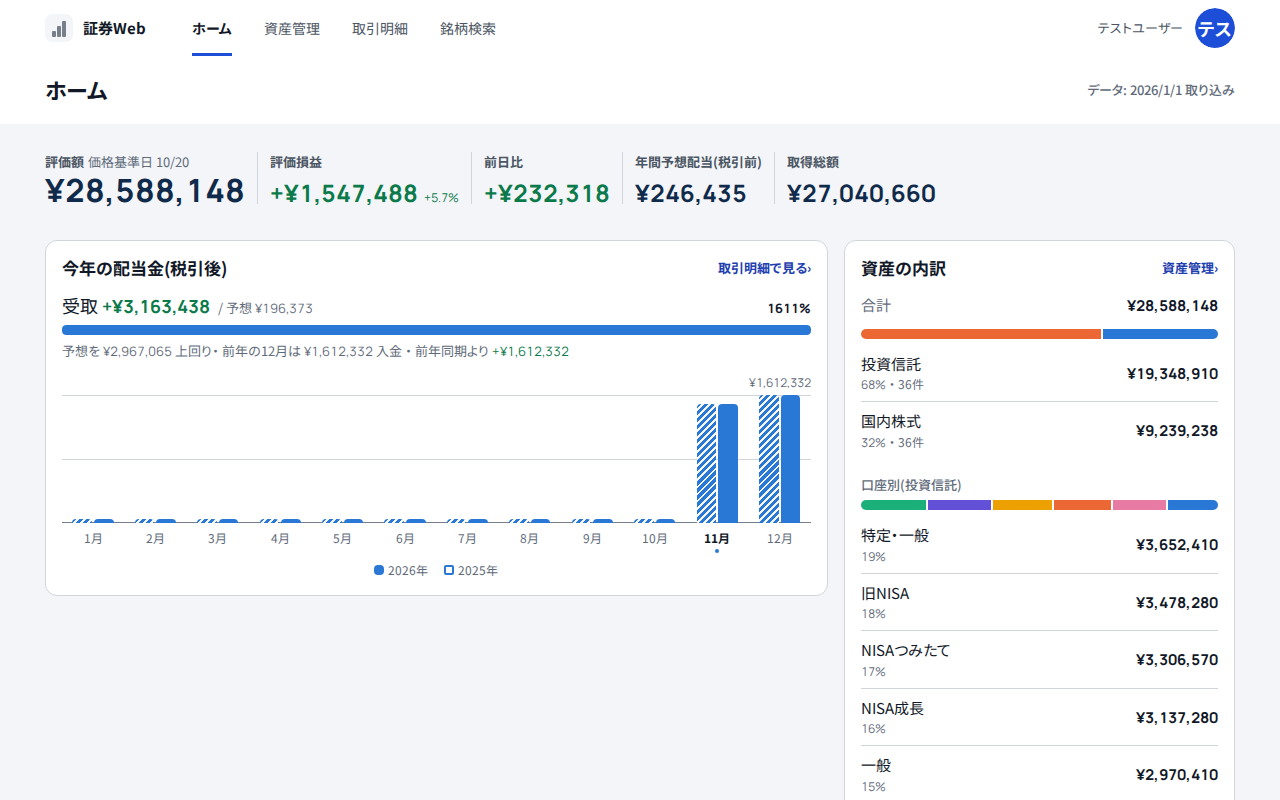 証券Web
ホーム
資産管理
取引明細
銘柄検索
テストユーザー
テス
ホーム
データ: 2026/1/1 取り込み
評価額 価格基準日 10/20
¥28,588,148
評価損益
+¥1,547,488 +5.7%
前日比
+¥232,318
年間予想配当(税引前)
¥246,435
取得総額
¥27,040,660
今年の配当金(税引後)
取引明細で見る›
受取 +¥3,163,438 / 予想 ¥196,373
1611%
予想を ¥2,967,065 上回り・前年の12月は ¥1,612,332 入金・前年同期より +¥1,612,332
¥1,612,332
1月 2月 3月 4月 5月 6月 7月 8月 9月 10月 11月 12月
2026年 2025年
資産の内訳
資産管理›
合計
¥28,588,148
投資信託
68%・36件
¥19,348,910
国内株式
32%・36件
¥9,239,238
口座別(投資信託)
特定・一般
19%
¥3,652,410
旧NISA
18%
¥3,478,280
NISAつみたて
17%
¥3,306,570
NISA成長
16%
¥3,137,280
一般
15%
¥2,970,410